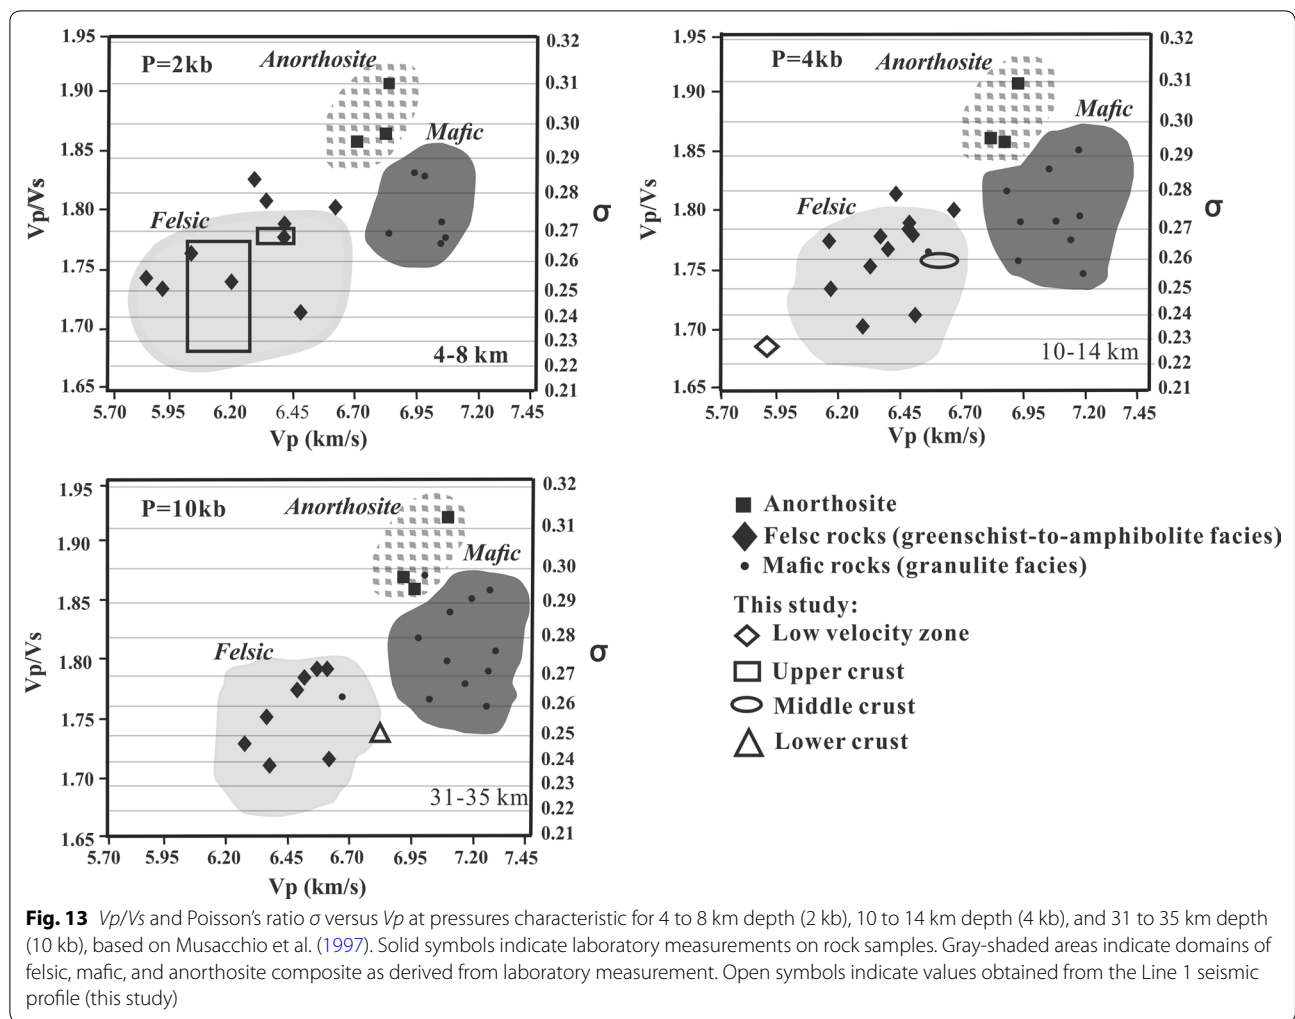 P=2kb
Anorthosite
Mafic
Felsic
4-8 km
1.95
1.90
1.85
1.80
1.75
1.70
1.65
Vp/Vs
0.32
0.31
0.30
0.29
0.28
0.27
0.26
0.25
0.24
0.23
0.22
0.21
σ
5.70 5.95 6.20 6.45 6.70 6.95 7.20 7.45
Vp (km/s)
P=4kb
Anorthosite
Mafic
Felsic
10-14 km
1.95
1.90
1.85
1.80
1.75
1.70
1.65
Vp/Vs
0.32
0.31
0.30
0.29
0.28
0.27
0.26
0.25
0.24
0.23
0.22
0.21
σ
5.70 5.95 6.20 6.45 6.70 6.95 7.20 7.45
Vp (km/s)
P=10kb
Anorthosite
Mafic
Felsic
31-35 km
1.95
1.90
1.85
1.80
1.75
1.70
1.65
Vp/Vs
0.32
0.31
0.30
0.29
0.28
0.27
0.26
0.25
0.24
0.23
0.22
0.21
σ
5.70 5.95 6.20 6.45 6.70 6.95 7.20 7.45
Vp (km/s)
Anorthosite
Felsc rocks (greenschist-to-amphibolite facies)
Mafic rocks (granulite facies)
This study:
Low velocity zone
Upper crust
Middle crust
Lower crust
Fig. 13 Vp/Vs and Poisson's ratio σ versus Vp at pressures characteristic for 4 to 8 km depth (2 kb), 10 to 14 km depth (4 kb), and 31 to 35 km depth
(10 kb), based on Musacchio et al. (1997). Solid symbols indicate laboratory measurements on rock samples. Gray-shaded areas indicate domains of
felsic, mafic, and anorthosite composite as derived from laboratory measurement. Open symbols indicate values obtained from the Line 1 seismic
profile (this study)